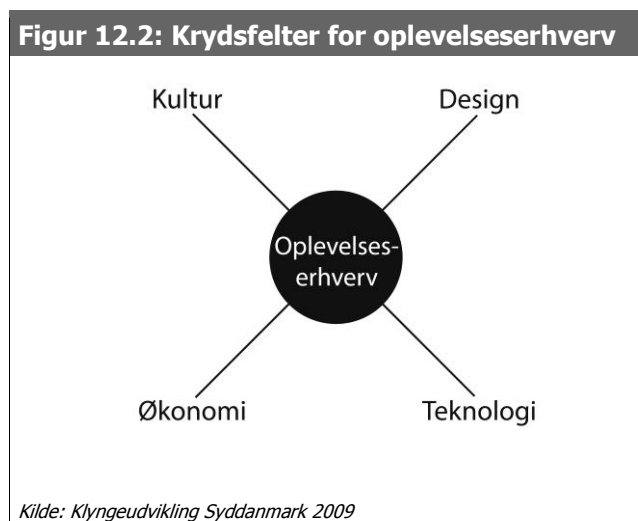 Figur 12.2: Krydsfelter for oplevelseserhverv
Kultur
Design
Oplevelses-
erhverv
Økonomi
Teknologi
Kilde: Klyngeudvikling Syddanmark 2009